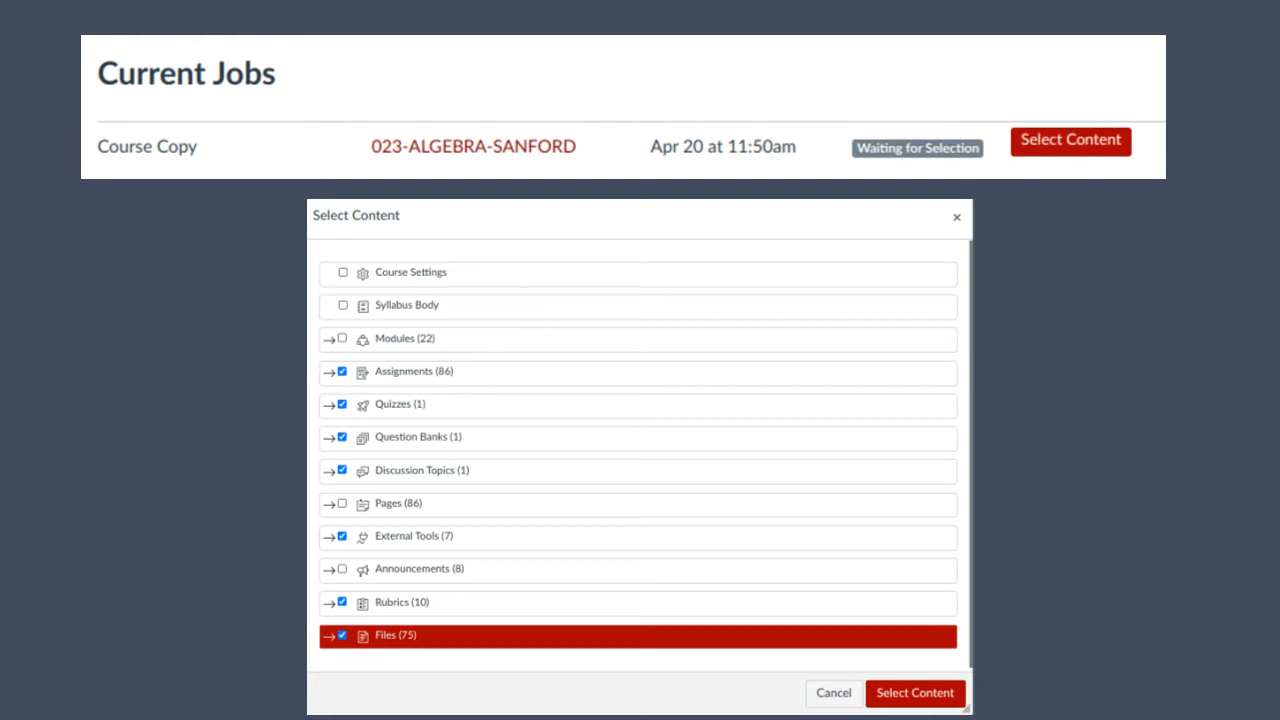 Current Jobs
Course Copy 023-ALGEBRA-SANFORD Apr 20 at 11:50am Waiting for Selection Select Content
Select Content ×
Course Settings
Syllabus Body
Modules (22)
Assignments (86)
Quizzes (1)
Question Banks (1)
Discussion Topics (1)
Pages (86)
External Tools (7)
Announcements (8)
Rubrics (10)
Files (75)
Cancel Select Content